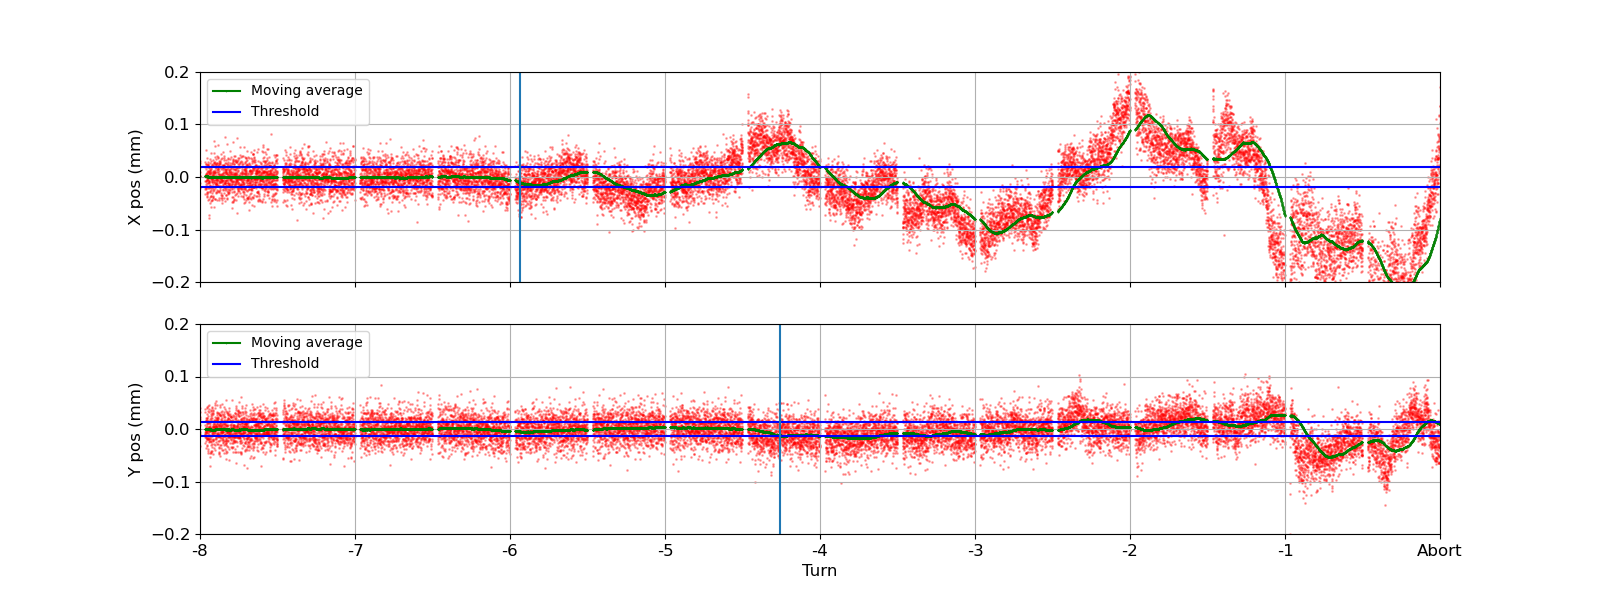 0.2
0.1
0.0
−0.1
−0.2
X pos (mm)
Moving average
Threshold
0.2
0.1
0.0
−0.1
−0.2
Y pos (mm)
Moving average
Threshold
-8 -7 -6 -5 -4 -3 -2 -1 Abort
Turn